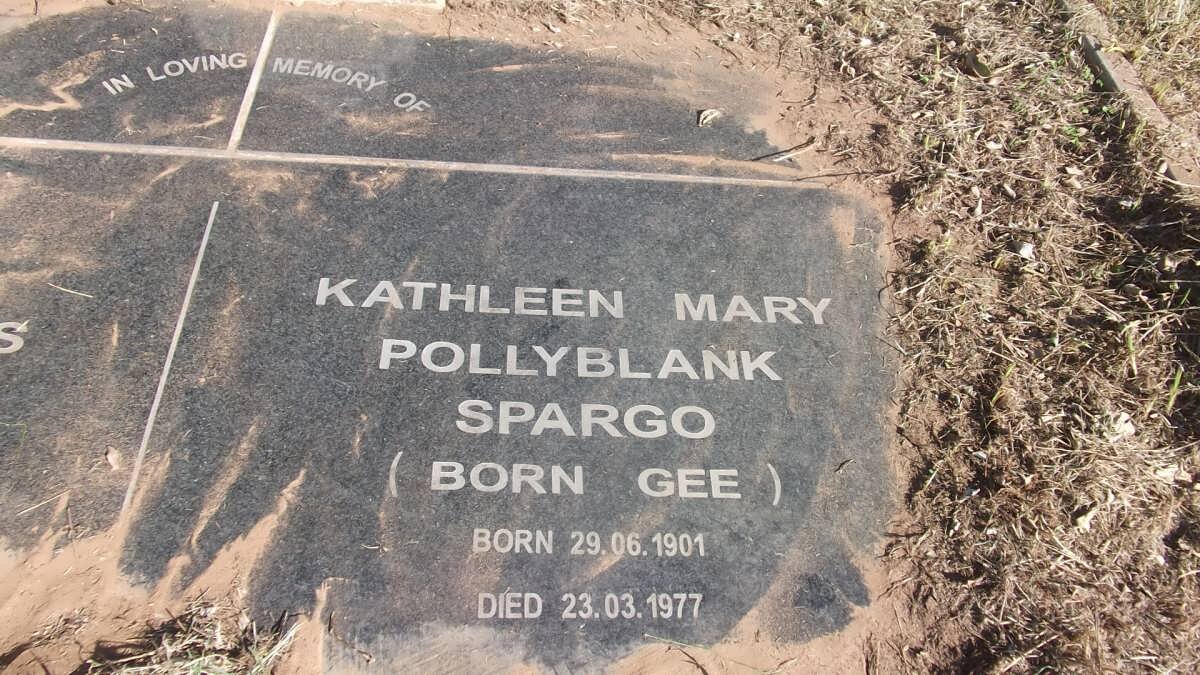 IN LOVING MEMORY OF
S
KATHLEEN MARY
POLLYBLANK
SPARGO
( BORN GEE )
BORN 29.06.1901
DIED 23.03.1977